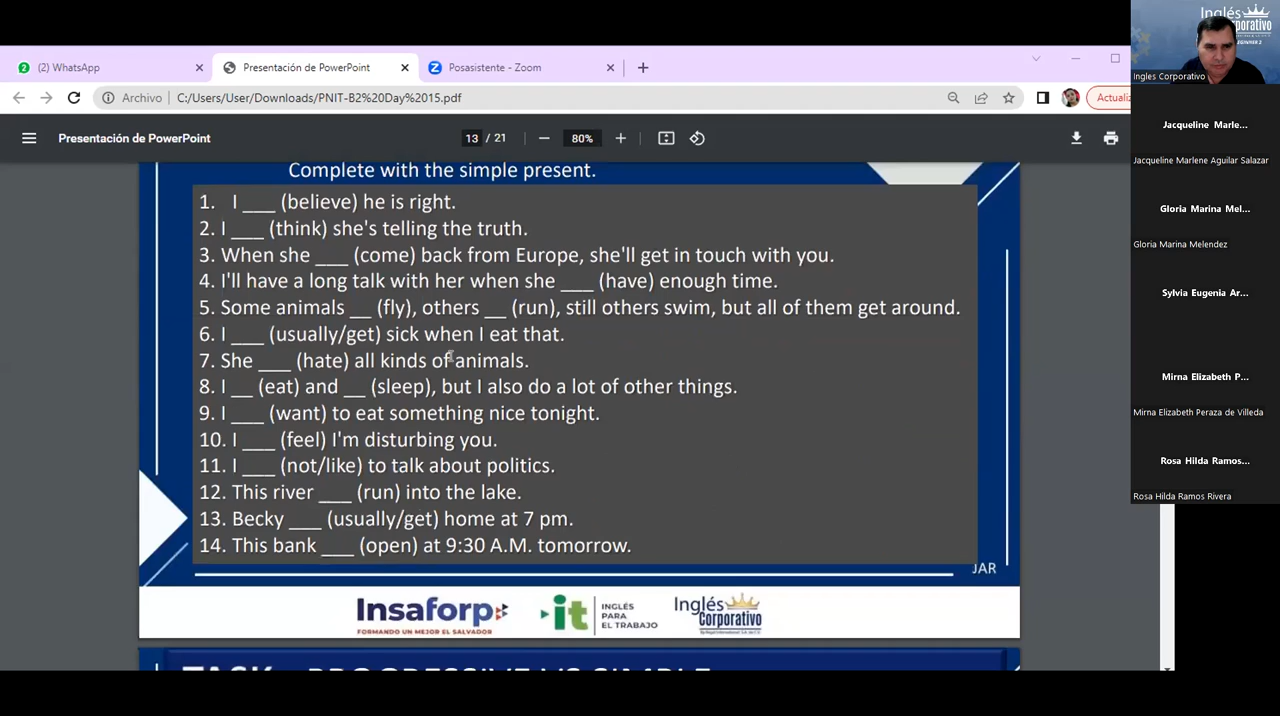 (2) WhatsApp
Presentación de PowerPoint
Posasistente - Zoom
Archivo
C:/Users/User/Downloads/PNIT-B2%20Day%2015.pdf
Actualiz
Presentación de PowerPoint
13 / 21
80%
Complete with the simple present.
1. I ___ (believe) he is right.
2. I ___ (think) she's telling the truth.
3. When she ___ (come) back from Europe, she'll get in touch with you.
4. I'll have a long talk with her when she ___ (have) enough time.
5. Some animals __ (fly), others __ (run), still others swim, but all of them get around.
6. I ___ (usually/get) sick when I eat that.
7. She ___ (hate) all kinds of animals.
8. I __ (eat) and __ (sleep), but I also do a lot of other things.
9. I ___ (want) to eat something nice tonight.
10. I ___ (feel) I'm disturbing you.
11. I ___ (not/like) to talk about politics.
12. This river ___ (run) into the lake.
13. Becky ___ (usually/get) home at 7 pm.
14. This bank ___ (open) at 9:30 A.M. tomorrow.
JAR
Insaforp
FORMANDO UN MEJOR EL SALVADOR
it
INGLÉS
PARA
EL TRABAJO
Inglés
Corporativo
Inglés
Ingles Corporativo
Jacqueline Marle...
Jacqueline Marlene Aguilar Salazar
Gloria Marina Mel...
Gloria Marina Melendez
Sylvia Eugenia Ar...
Mirna Elizabeth P...
Mirna Elizabeth Peraza de Villeda
Rosa Hilda Ramos...
Rosa Hilda Ramos Rivera